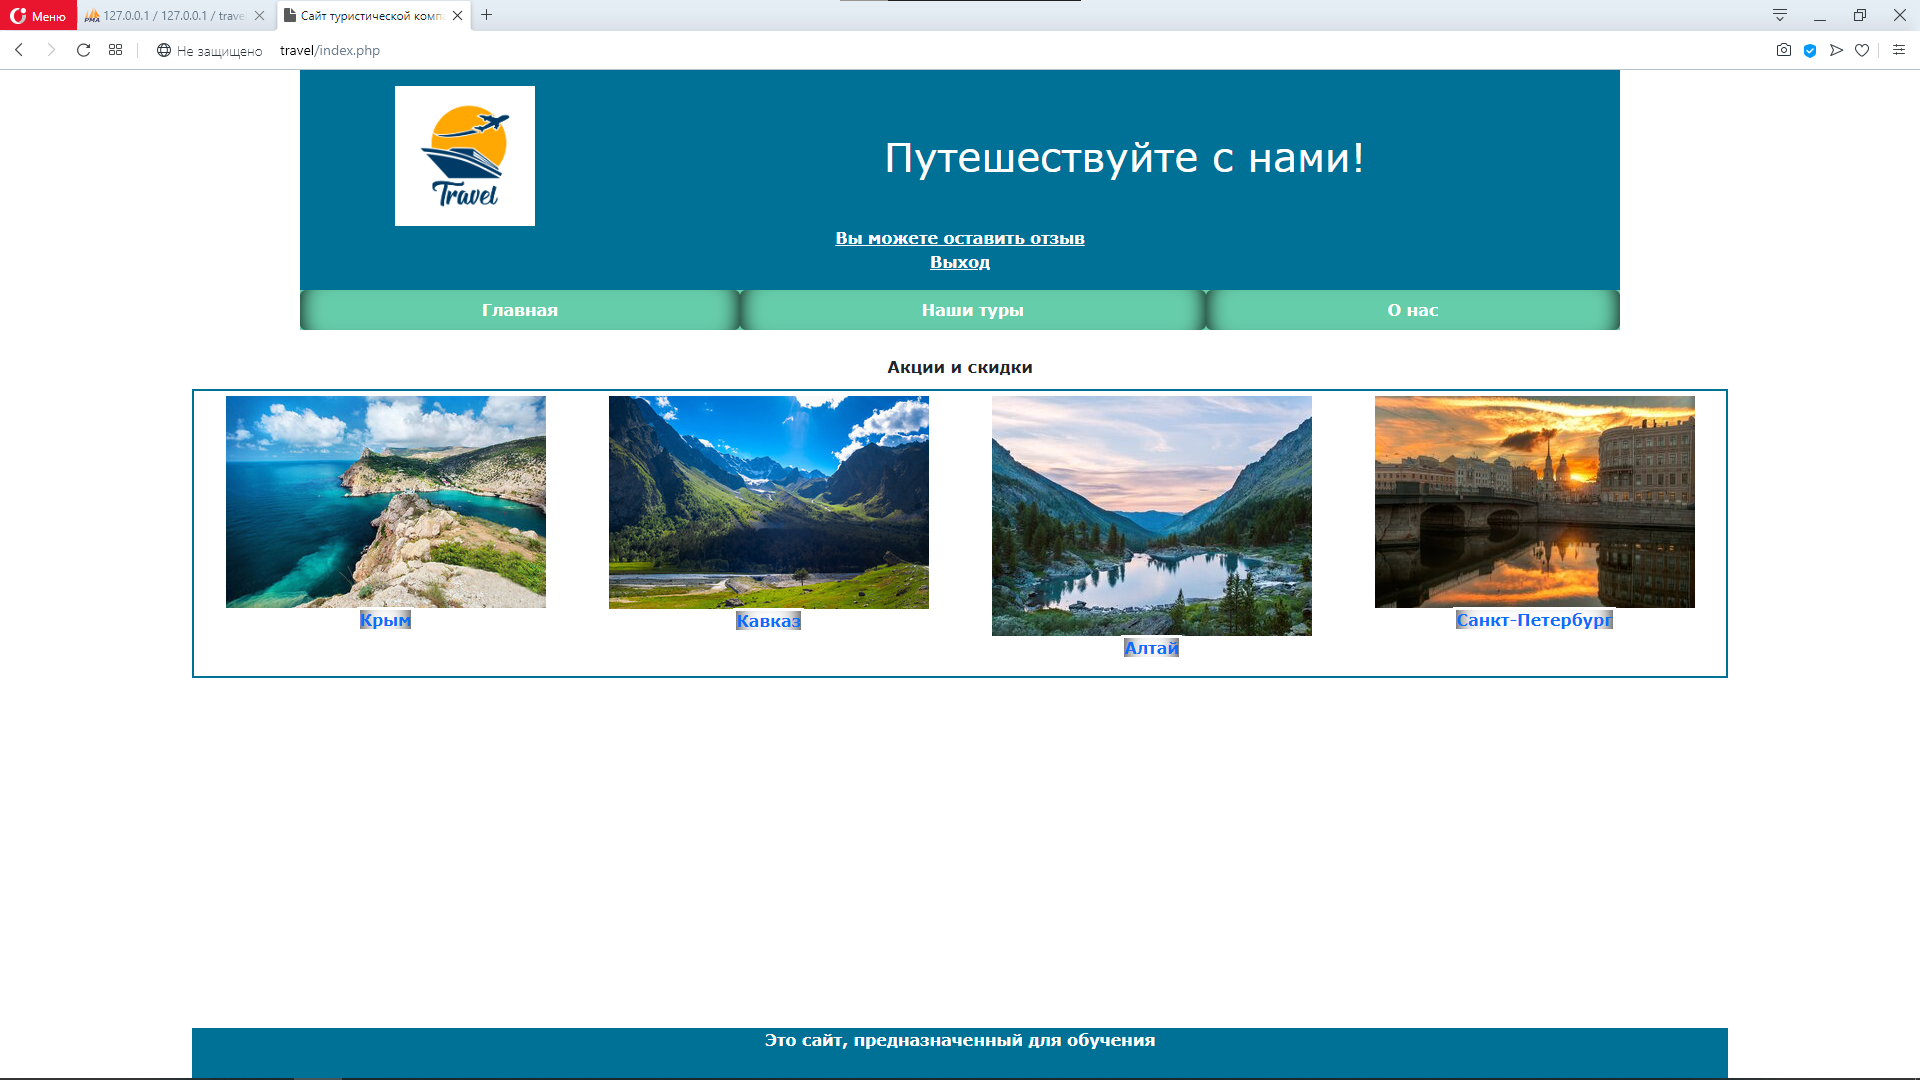 Меню
127.0.0.1 / 127.0.0.1 / trave
Сайт туристической комп
Не защищено travel/index.php
Travel
Путешествуйте с нами!
Вы можете оставить отзыв
Выход
Главная
Наши туры
О нас
Акции и скидки
Крым
Кавказ
Алтай
Санкт-Петербург
Это сайт, предназначенный для обучения